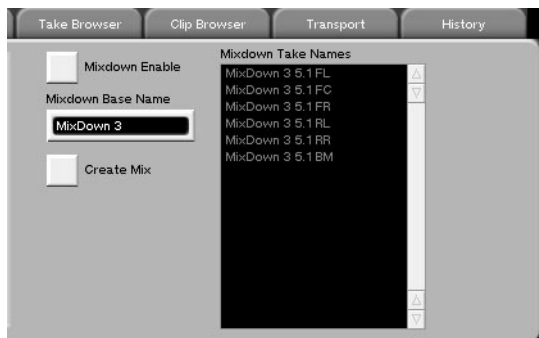 Take Browser
Clip Browser
Transport
History
Mixdown Enable
Mixdown Base Name
MixDown 3
Create Mix
Mixdown Take Names
MixDown 3 5.1 FL
MixDown 3 5.1 FC
MixDown 3 5.1 FR
MixDown 3 5.1 RL
MixDown 3 5.1 RR
MixDown 3 5.1 BM